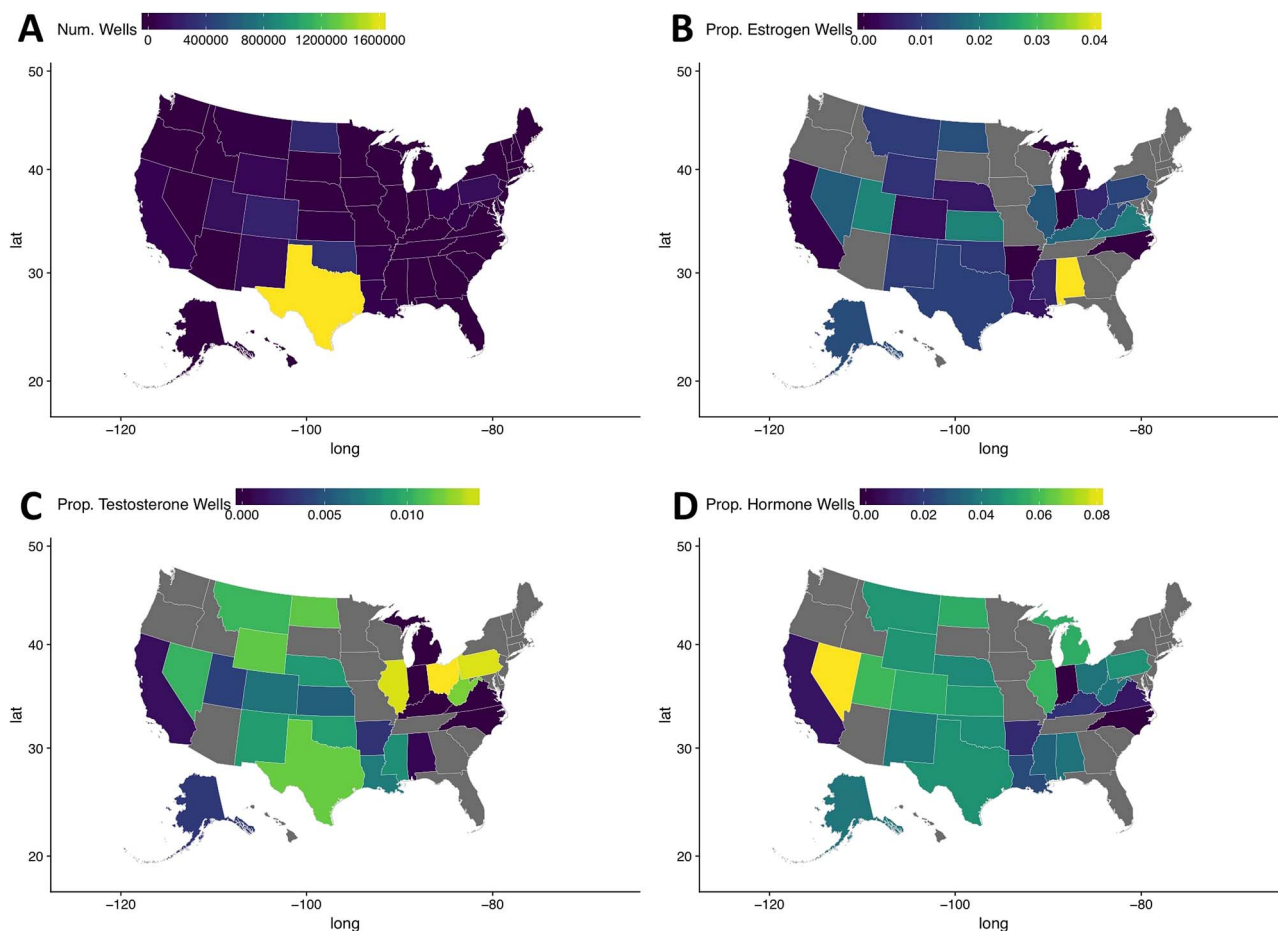 A Num. Wells
0 400000 800000 1200000 1600000
50
40
30
20
lat
-120 -100 -80
long
B Prop. Estrogen Wells
0.00 0.01 0.02 0.03 0.04
50
40
30
20
lat
-120 -100 -80
long
C Prop. Testosterone Wells
0.000 0.005 0.010
50
40
30
20
lat
-120 -100 -80
long
D Prop. Hormone Wells
0.00 0.02 0.04 0.06 0.08
50
40
30
20
lat
-120 -100 -80
long